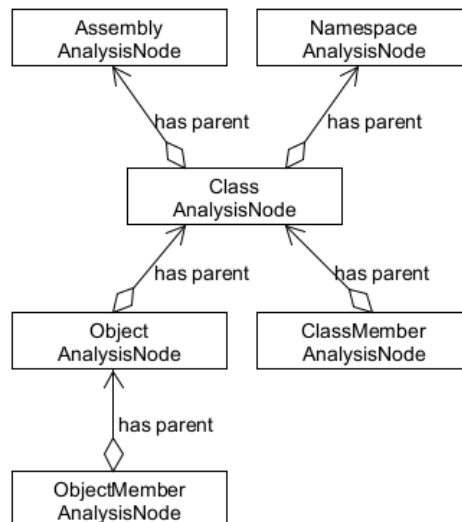 Assembly
AnalysisNode
Namespace
AnalysisNode
has parent
has parent
Class
AnalysisNode
has parent
has parent
Object
AnalysisNode
ClassMember
AnalysisNode
has parent
ObjectMember
AnalysisNode